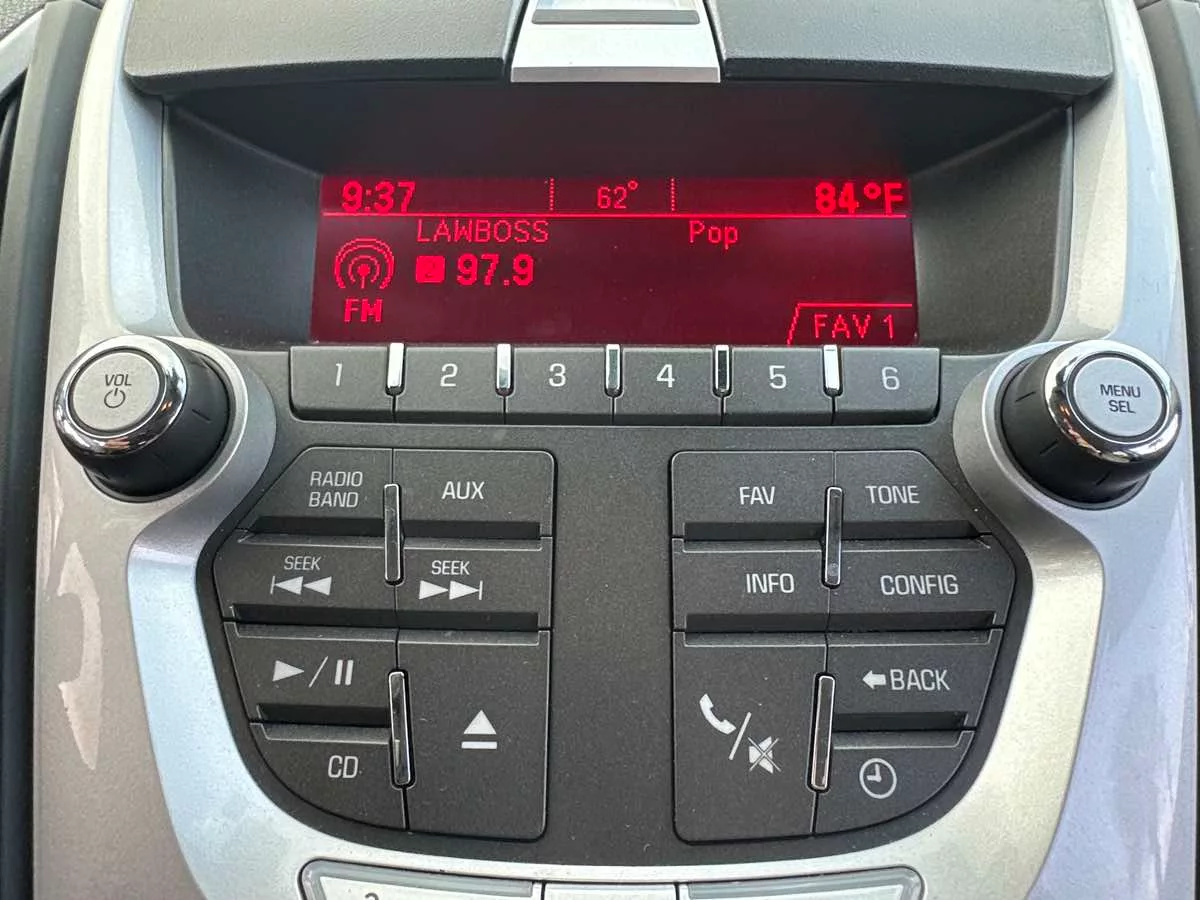 9:37 62° 84°F
LAWBOSS Pop
97.9
FM
FAV 1
1 2 3 4 5 6
VOL
MENU
SEL
RADIO
BAND
AUX
FAV
TONE
SEEK
SEEK
INFO
CONFIG
BACK
CD